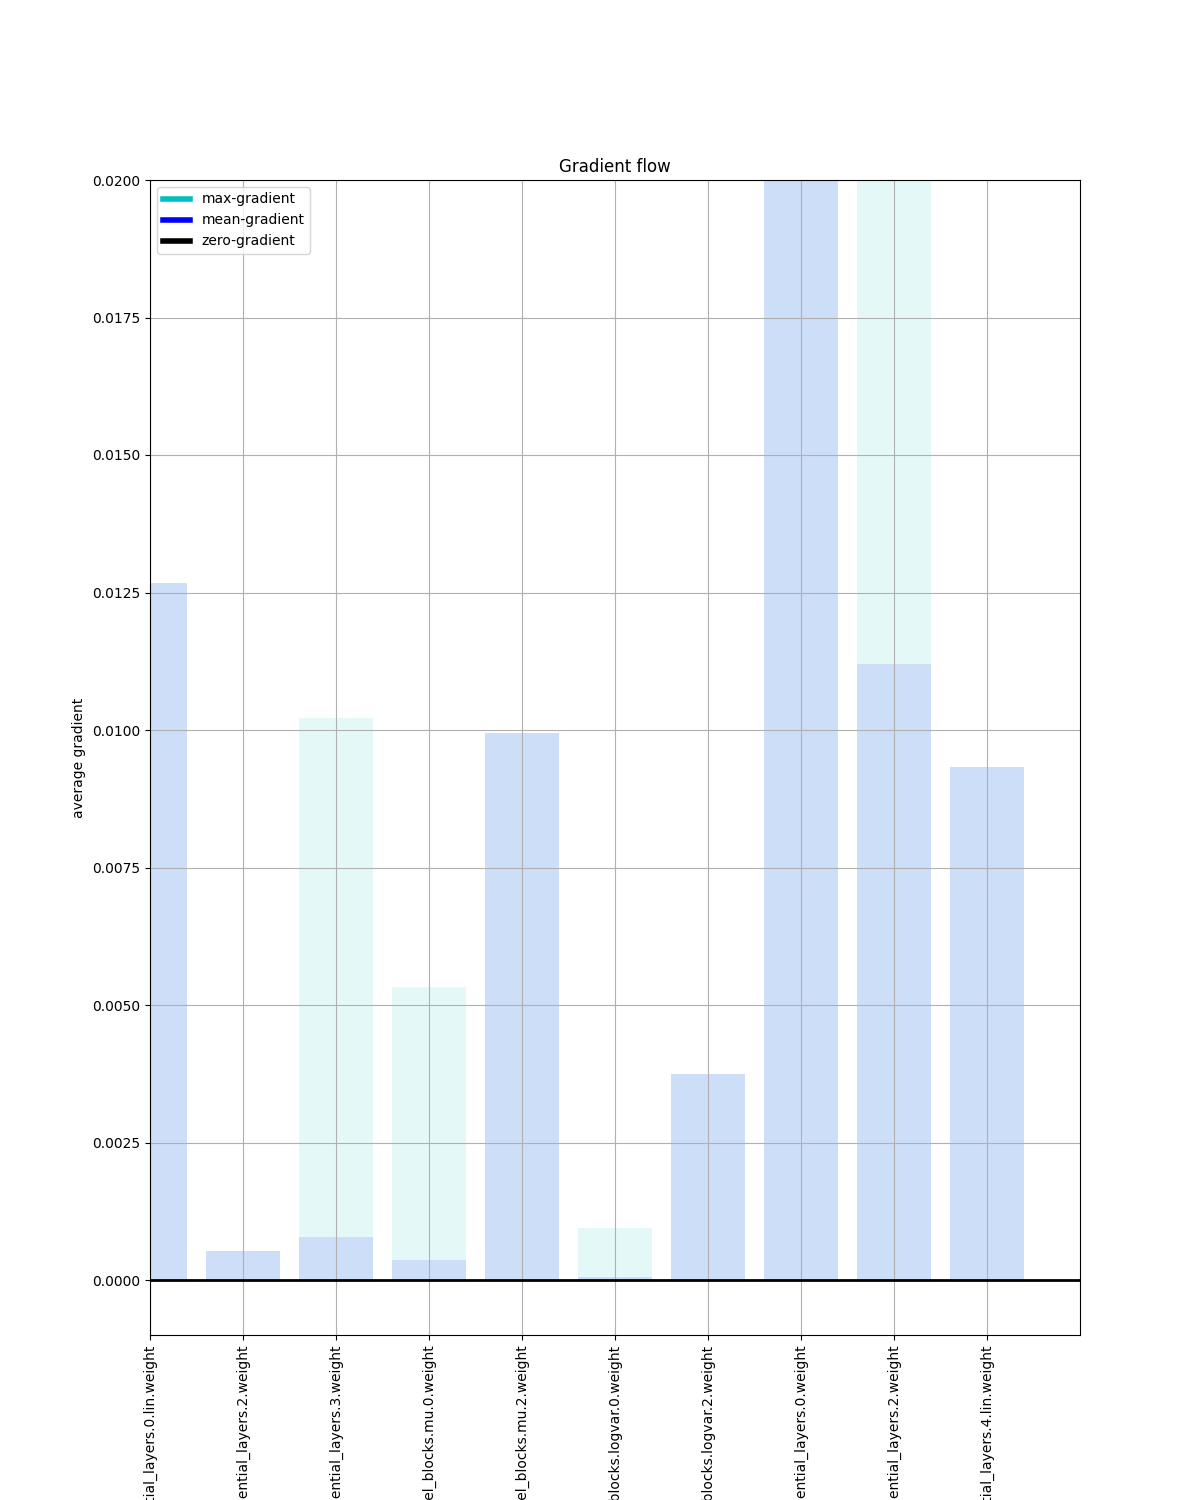 Gradient flow
max-gradient
mean-gradient
zero-gradient
0.0200
0.0175
0.0150
0.0125
0.0100
0.0075
0.0050
0.0025
0.0000
average gradient
tial_layers.0.lin.weight
ential_layers.2.weight
ential_layers.3.weight
el_blocks.mu.0.weight
el_blocks.mu.2.weight
blocks.logvar.0.weight
blocks.logvar.2.weight
ential_layers.0.weight
ential_layers.2.weight
tial_layers.4.lin.weight